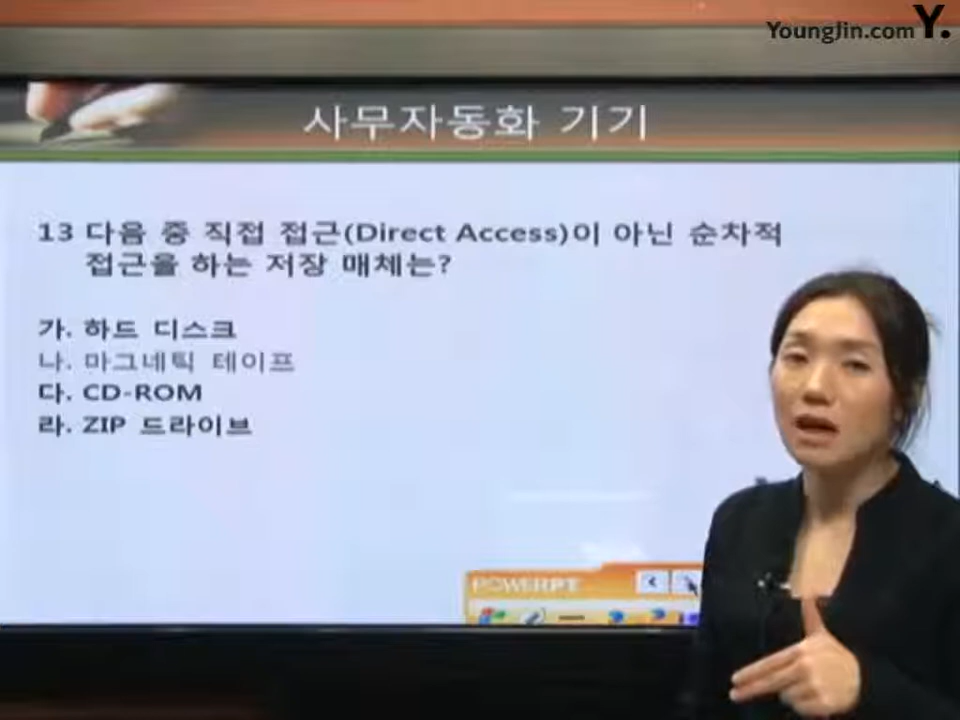 YoungJin.com Y.
사무자동화 기기
13 다음 중 직접 접근(Direct Access)이 아닌 순차적
접근을 하는 저장 매체는?
가. 하드 디스크
나. 마그네틱 테이프
다. CD-ROM
라. ZIP 드라이브
POWERPT